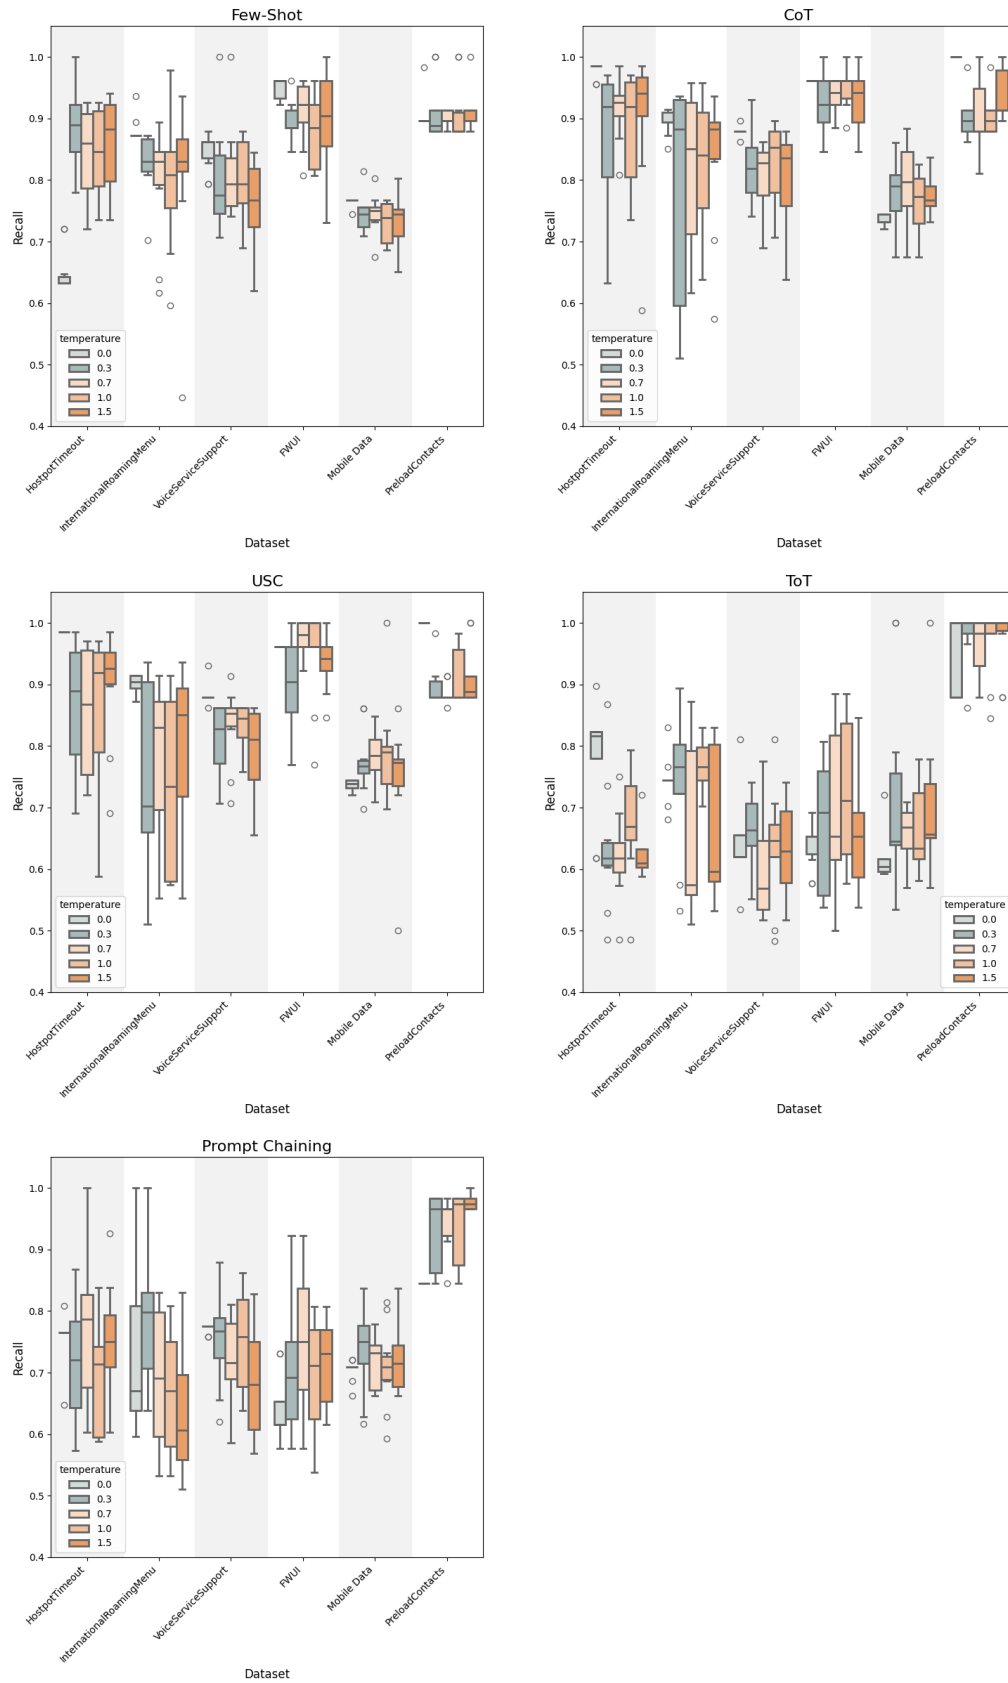 Few-Shot
1.0
0.9
0.8
0.7
0.6
0.5
0.4
Recall
temperature
0.0
0.3
0.7
1.0
1.5
HostpotTimeout
InternationalRoamingMenu
VoiceServiceSupport
FWUI
Mobile Data
PreloadContacts
Dataset
CoT
1.0
0.9
0.8
0.7
0.6
0.5
0.4
Recall
temperature
0.0
0.3
0.7
1.0
1.5
HostpotTimeout
InternationalRoamingMenu
VoiceServiceSupport
FWUI
Mobile Data
PreloadContacts
Dataset
USC
1.0
0.9
0.8
0.7
0.6
0.5
0.4
Recall
temperature
0.0
0.3
0.7
1.0
1.5
HostpotTimeout
InternationalRoamingMenu
VoiceServiceSupport
FWUI
Mobile Data
PreloadContacts
Dataset
ToT
1.0
0.9
0.8
0.7
0.6
0.5
0.4
Recall
temperature
0.0
0.3
0.7
1.0
1.5
HostpotTimeout
InternationalRoamingMenu
VoiceServiceSupport
FWUI
Mobile Data
PreloadContacts
Dataset
Prompt Chaining
1.0
0.9
0.8
0.7
0.6
0.5
0.4
Recall
temperature
0.0
0.3
0.7
1.0
1.5
HostpotTimeout
InternationalRoamingMenu
VoiceServiceSupport
FWUI
Mobile Data
PreloadContacts
Dataset